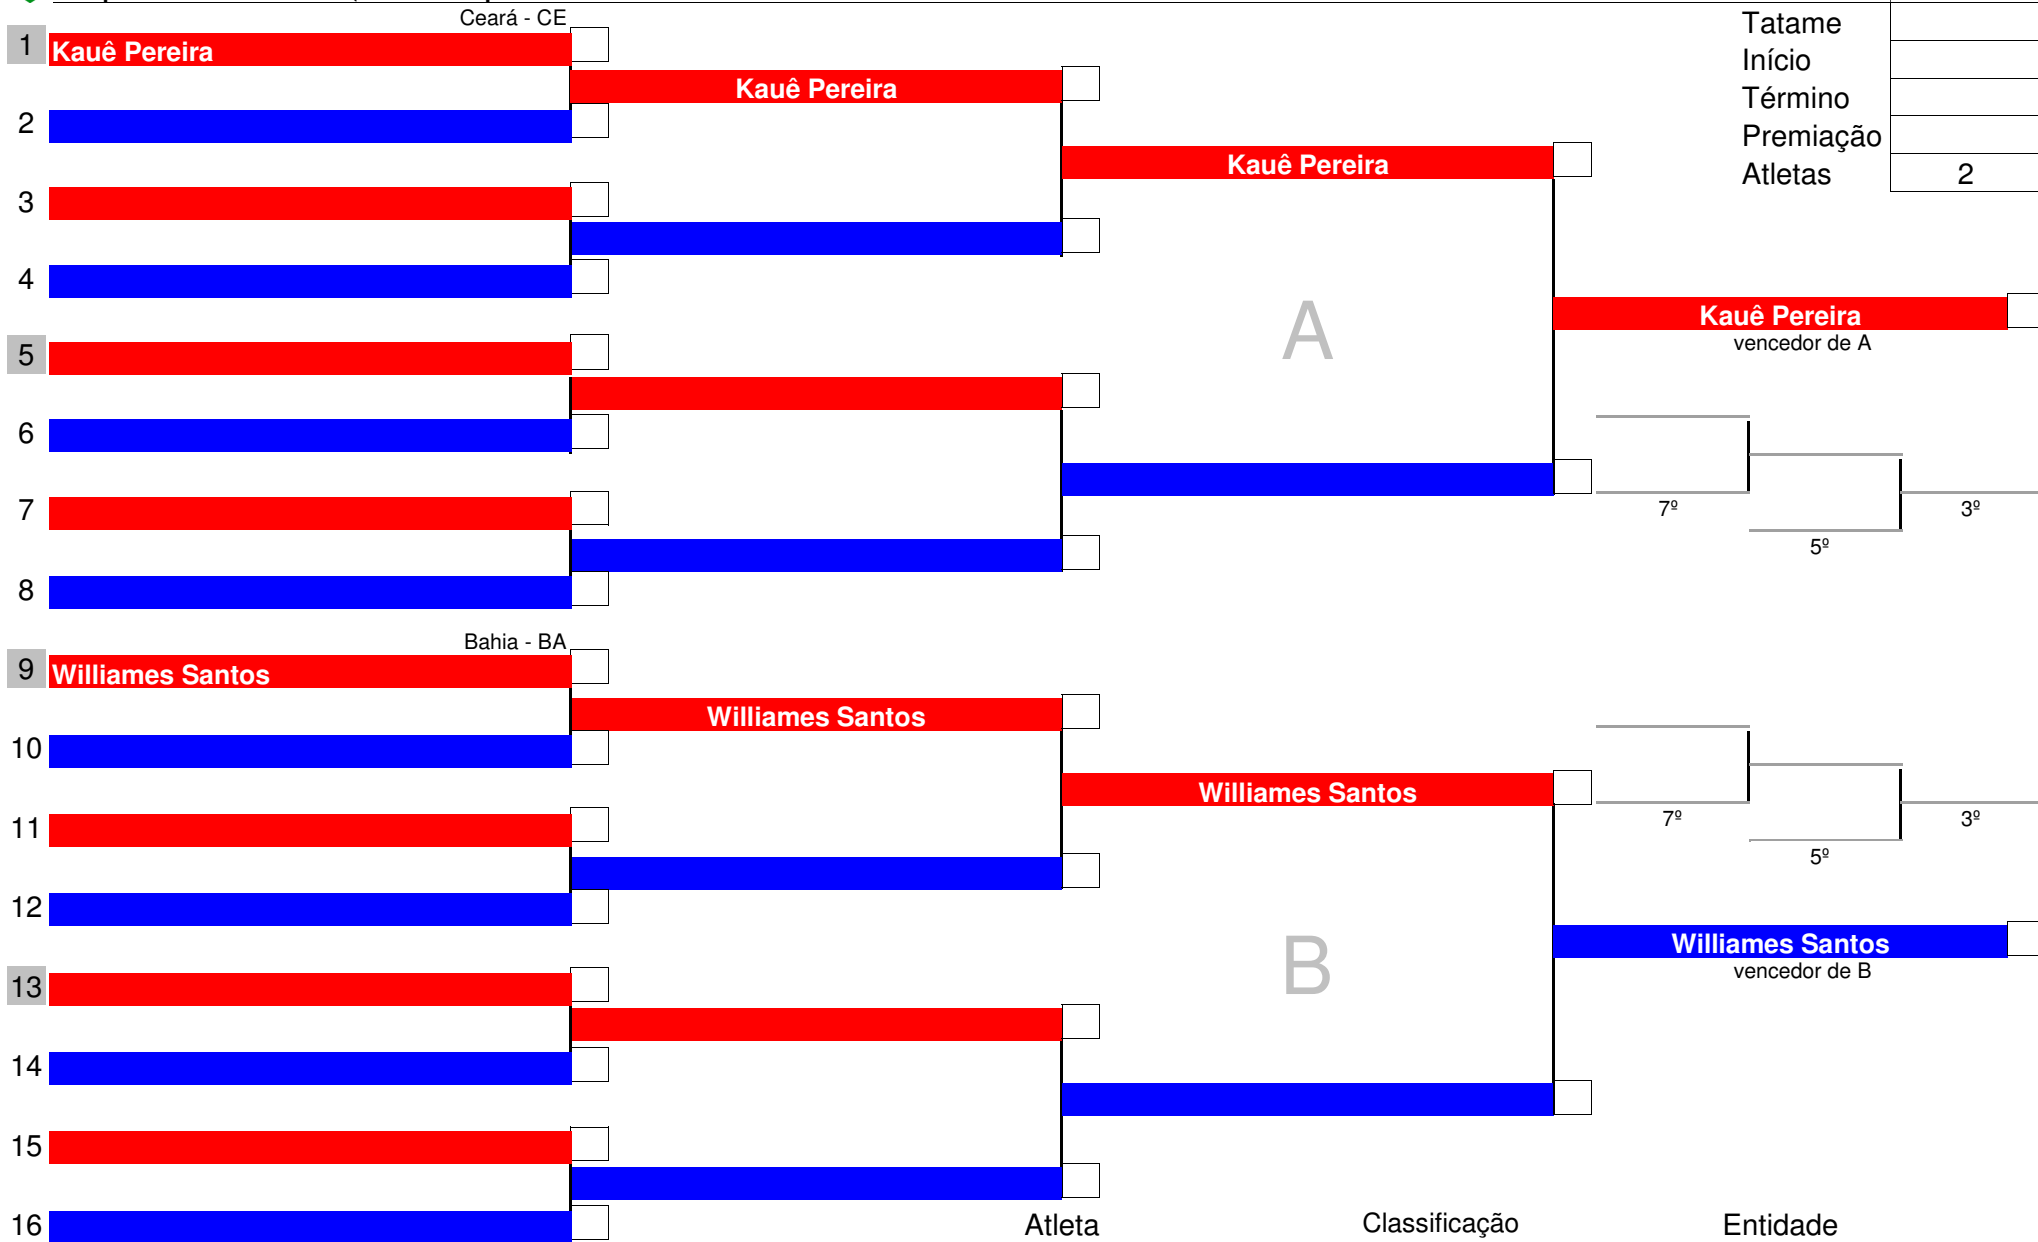 Ceará - CE
Tatame
1 Kauê Pereira
Início
Kauê Pereira
Término
2
Premiação
Kauê Pereira
Atletas 2
3
4
Kauê Pereira
A
vencedor de A
5
6
7
7º 3º
5º
8
Bahia - BA
9 Williames Santos
Williames Santos
10
Williames Santos
7º 3º
11
5º
12
Williames Santos
B
vencedor de B
13
14
15
16
Atleta Classificação Entidade